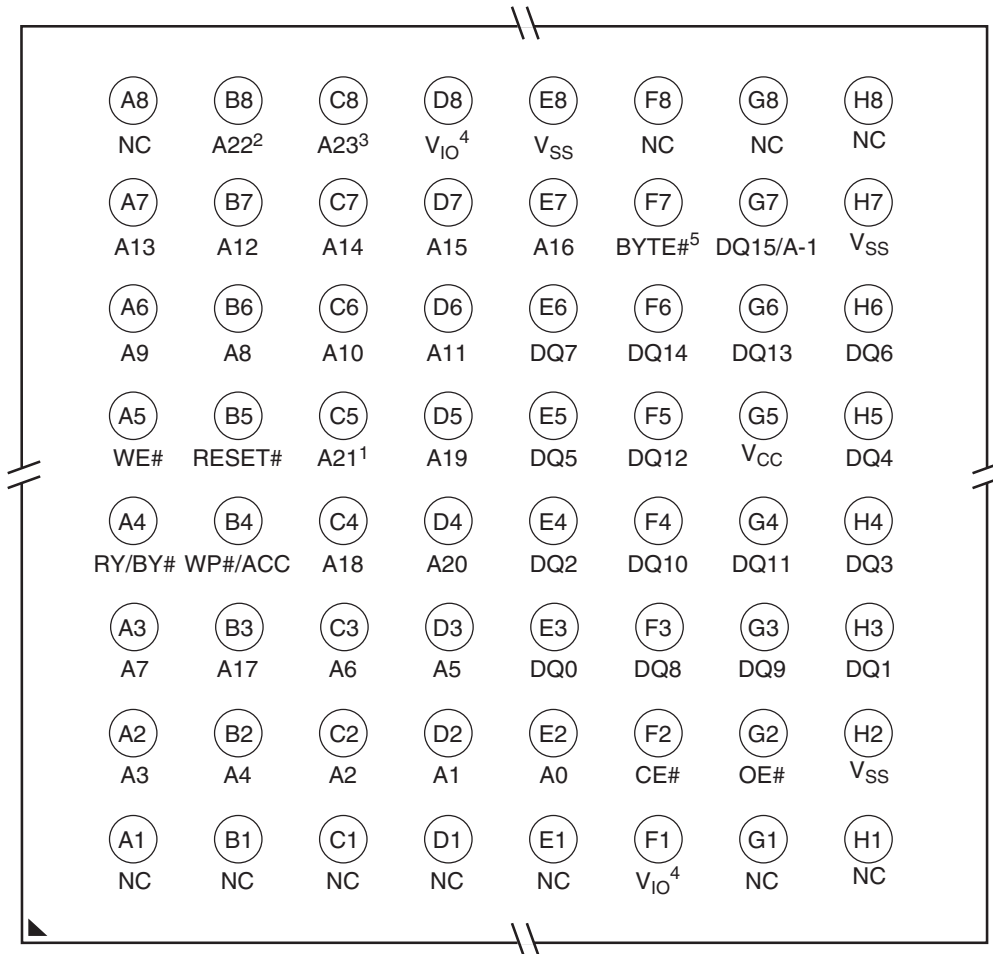 A8 B8 C8 D8 E8 F8 G8 H8
NC A22² A23³ V_IO⁴ V_SS NC NC NC
A7 B7 C7 D7 E7 F7 G7 H7
A13 A12 A14 A15 A16 BYTE#⁵ DQ15/A-1 V_SS
A6 B6 C6 D6 E6 F6 G6 H6
A9 A8 A10 A11 DQ7 DQ14 DQ13 DQ6
A5 B5 C5 D5 E5 F5 G5 H5
WE# RESET# A21¹ A19 DQ5 DQ12 V_CC DQ4
A4 B4 C4 D4 E4 F4 G4 H4
RY/BY# WP#/ACC A18 A20 DQ2 DQ10 DQ11 DQ3
A3 B3 C3 D3 E3 F3 G3 H3
A7 A17 A6 A5 DQ0 DQ8 DQ9 DQ1
A2 B2 C2 D2 E2 F2 G2 H2
A3 A4 A2 A1 A0 CE# OE# V_SS
A1 B1 C1 D1 E1 F1 G1 H1
NC NC NC NC NC V_IO⁴ NC NC